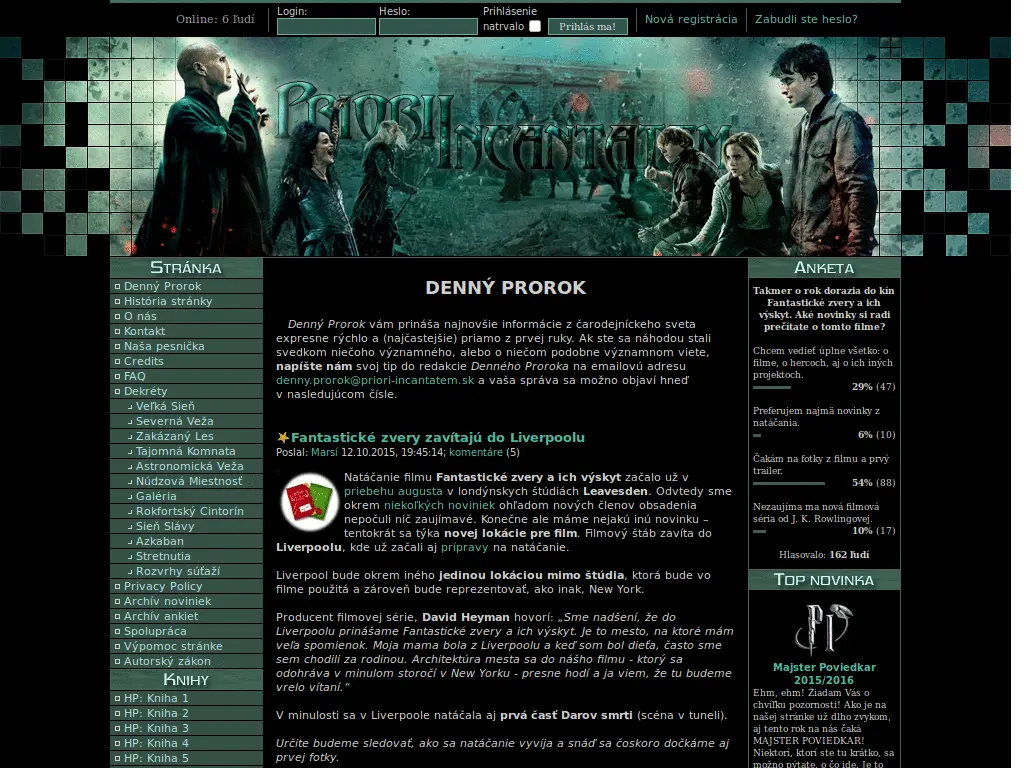 Online: 6 ľudí
Login:
Heslo:
Prihlásenie
natrvalo
Prihlás ma!
Nová registrácia
Zabudli ste heslo?
Priori Incantatem
Stránka
Denný Prorok
História stránky
O nás
Kontakt
Naša pesnička
Credits
FAQ
Dekréty
Veľká Sieň
Severná Veža
Zakázaný Les
Tajomná Komnata
Astronomická Veža
Núdzová Miestnosť
Galéria
Rokfortský Cintorín
Sieň Slávy
Azkaban
Stretnutia
Rozvrhy súťaží
Privacy Policy
Archív noviniek
Archív ankiet
Spolupráca
Výpomoc stránke
Autorský zákon
Knihy
HP: Kniha 1
HP: Kniha 2
HP: Kniha 3
HP: Kniha 4
HP: Kniha 5
DENNÝ PROROK
Denný Prorok vám prináša najnovšie informácie z čarodejníckeho sveta
expresne rýchlo a (najčastejšie) priamo z prvej ruky. Ak ste sa náhodou stali
svedkom niečoho významného, alebo o niečom podobne významnom viete,
napíšte nám svoj tip do redakcie Denného Proroka na emailovú adresu
denny.prorok@priori-incantatem.sk a vaša správa sa možno objaví hneď
v nasledujúcom čísle.
Fantastické zvery zavítajú do Liverpoolu
Poslal: Marsí 12.10.2015, 19:45:14; komentáre (5)
Natáčanie filmu Fantastické zvery a ich výskyt začalo už v
priebehu augusta v londýnskych štúdiách Leavesden. Odvtedy sme
okrem niekoľkých noviniek ohľadom nových členov obsadenia
nepočuli nič zaujímavé. Konečne ale máme nejakú inú novinku –
tentokrát sa týka novej lokácie pre film. Filmový štáb zavíta do
Liverpoolu, kde už začali aj prípravy na natáčanie.
Liverpool bude okrem iného jedinou lokáciou mimo štúdia, ktorá bude vo
filme použitá a zároveň bude reprezentovať, ako inak, New York.
Producent filmovej série, David Heyman hovorí: „Sme nadšení, že do
Liverpoolu prinášame Fantastické zvery a ich výskyt. Je to mesto, na ktoré mám
veľa spomienok. Moja mama bola z Liverpoolu a keď som bol dieťa, často sme
sem chodili za rodinou. Architektúra mesta sa do nášho filmu - ktorý sa
odohráva v minulom storočí v New Yorku - presne hodí a ja viem, že tu budeme
vrelo vítaní.“
V minulosti sa v Liverpoole natáčala aj prvá časť Darov smrti (scéna v tuneli).
Určite budeme sledovať, ako sa natáčanie vyvíja a snáď sa čoskoro dočkáme aj
prvej fotky.
Anketa
Takmer o rok dorazia do kín
Fantastické zvery a ich
výskyt. Aké novinky si radi
prečítate o tomto filme?
Chcem vedieť úplne všetko: o
filme, o hercoch, aj o ich iných
projektoch.
29% (47)
Preferujem najmä novinky z
natáčania.
6% (10)
Čakám na fotky z filmu a prvý
trailer.
54% (88)
Nezaujíma ma nová filmová
séria od J. K. Rowlingovej.
10% (17)
Hlasovalo: 162 ľudí
Top novinka
PI
Majster Poviedkar
2015/2016
Ehm, ehm! Žiadam Vás o
chvíľku pozornosti! Ako je na
našej stránke už dlho zvykom,
aj tento rok na nás čaká
MAJSTER POVIEDKAR!
Niektorí, ktorí ste tu krátko, sa
možno pýtate, o čo ide. Je to